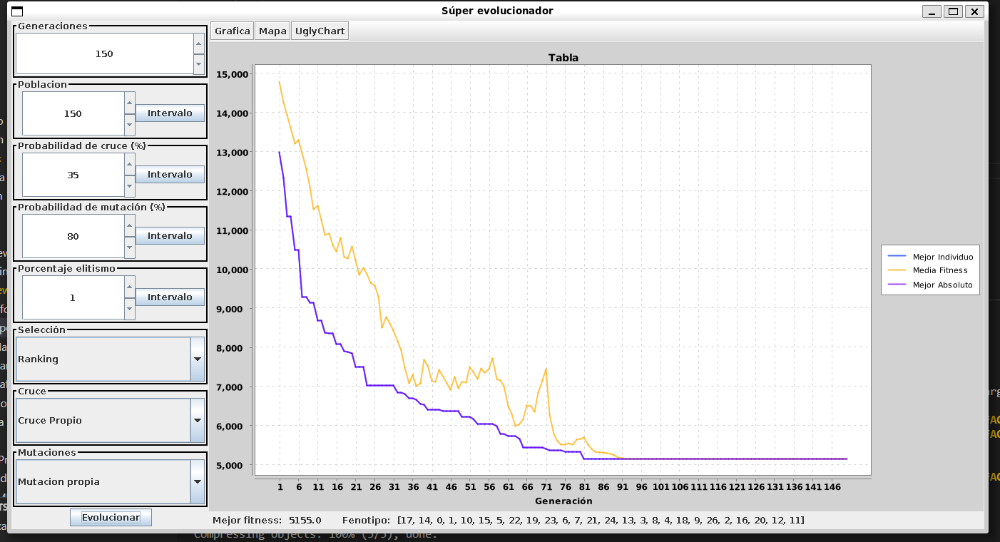 Súper evolucionador
Generaciones
150
Poblacion
150
Intervalo
Probabilidad de cruce (%)
35
Intervalo
Probabilidad de mutación (%)
80
Intervalo
Porcentaje elitismo
1
Intervalo
Selección
Ranking
Cruce
Cruce Propio
Mutaciones
Mutacion propia
Evolucionar
Grafica Mapa UglyChart
Tabla
15,000
14,000
13,000
12,000
11,000
10,000
9,000
8,000
7,000
6,000
5,000
1 6 11 16 21 26 31 36 41 46 51 56 61 66 71 76 81 86 91 96 101 106 111 116 121 126 131 136 141 146
Generación
Mejor Individuo
Media Fitness
Mejor Absoluto
Mejor fitness: 5155.0 Fenotipo: [17, 14, 0, 1, 10, 15, 5, 22, 19, 23, 6, 7, 21, 24, 13, 3, 8, 4, 18, 9, 26, 2, 16, 20, 12, 11]
Compressing objects: 100% (5/5), done.